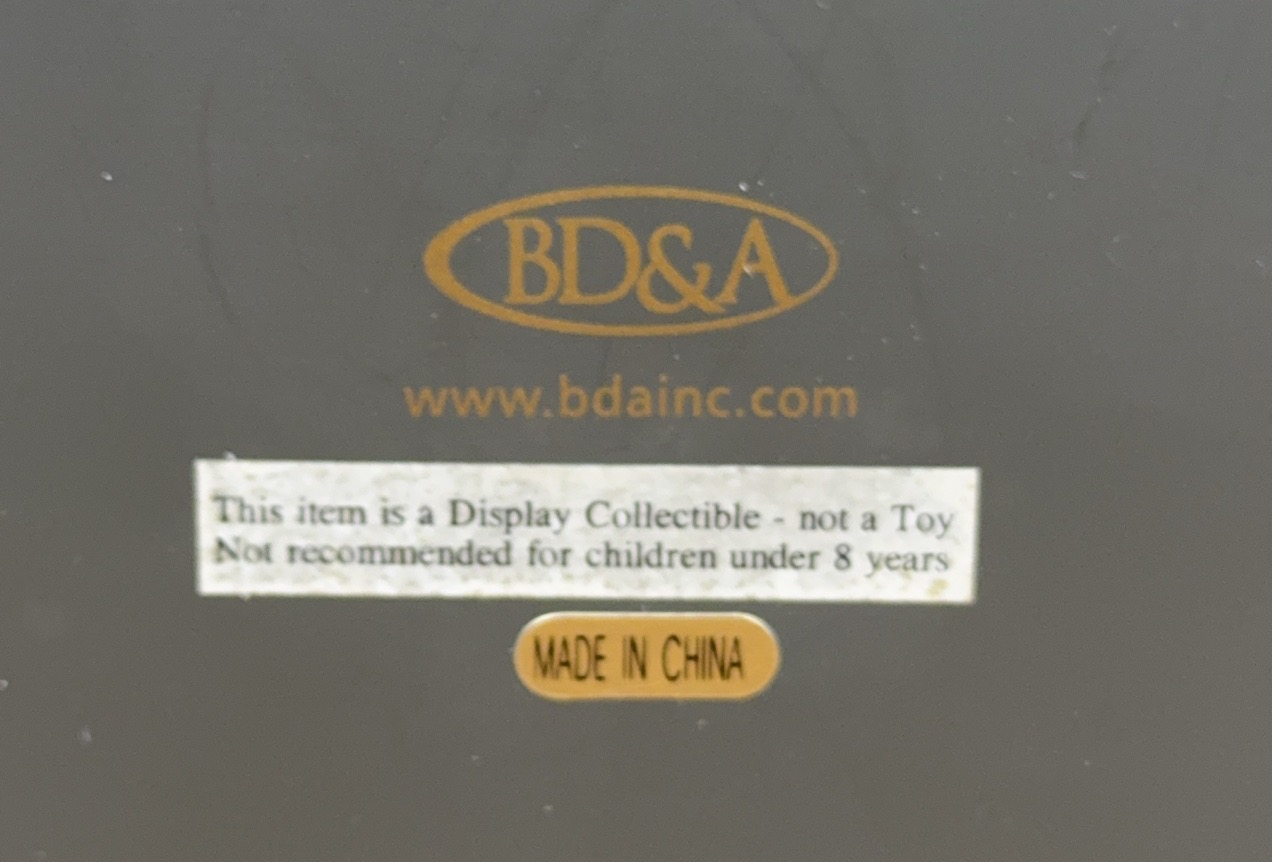 BD&A
www.bdainc.com
This item is a Display Collectible - not a Toy
Not recommended for children under 8 years
MADE IN CHINA